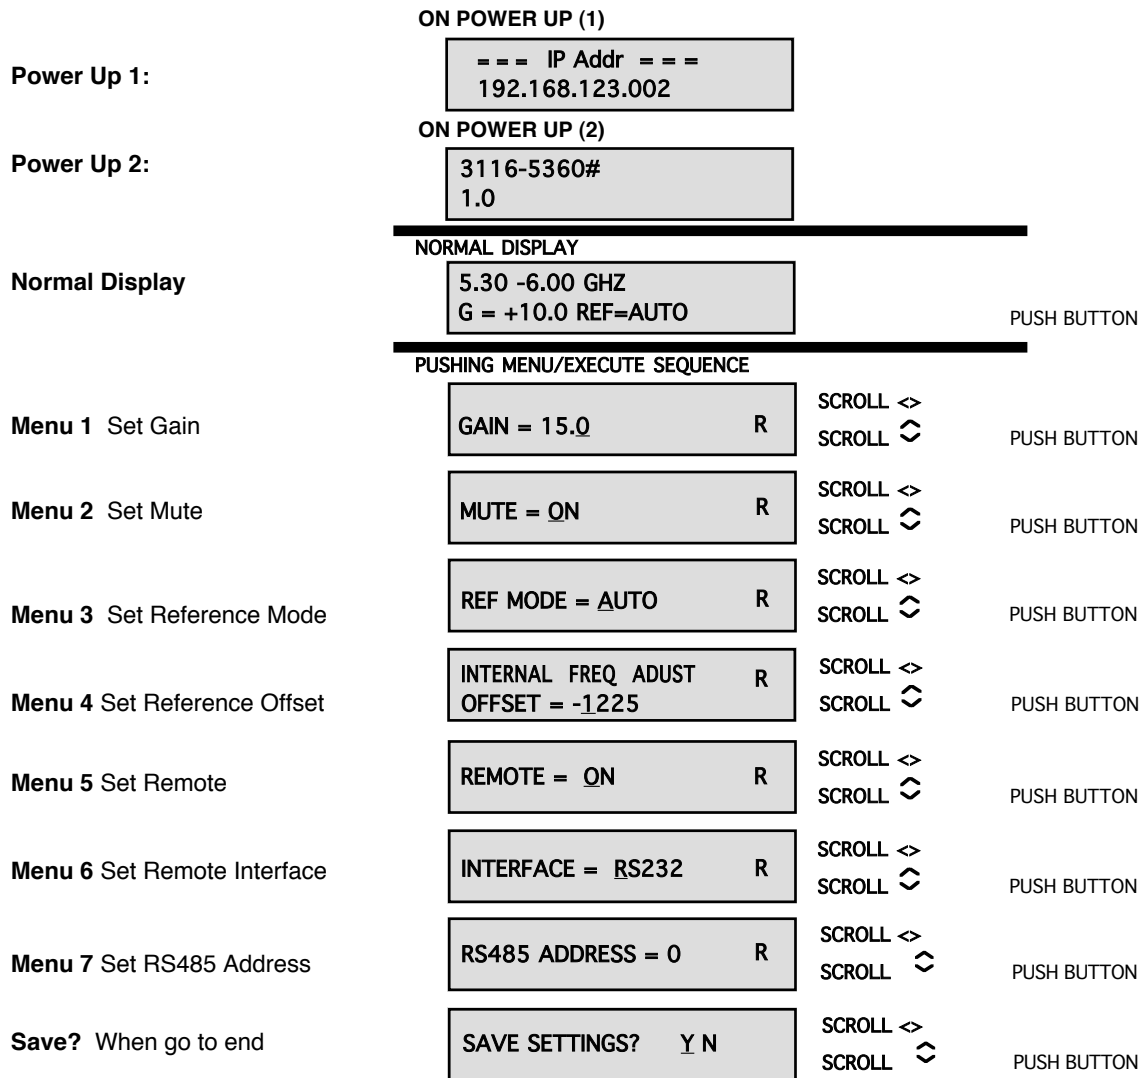 ON POWER UP (1)
Power Up 1:
= = = IP Addr = = =
192.168.123.002
ON POWER UP (2)
Power Up 2:
3116-5360#
1.0
NORMAL DISPLAY
Normal Display
5.30 -6.00 GHZ
G = +10.0 REF=AUTO
PUSH BUTTON
PUSHING MENU/EXECUTE SEQUENCE
Menu 1 Set Gain
GAIN = 15.0 R
SCROLL <>
SCROLL
PUSH BUTTON
Menu 2 Set Mute
MUTE = ON R
SCROLL <>
SCROLL
PUSH BUTTON
Menu 3 Set Reference Mode
REF MODE = AUTO R
SCROLL <>
SCROLL
PUSH BUTTON
Menu 4 Set Reference Offset
INTERNAL FREQ ADUST R
OFFSET = -1225
SCROLL <>
SCROLL
PUSH BUTTON
Menu 5 Set Remote
REMOTE = ON R
SCROLL <>
SCROLL
PUSH BUTTON
Menu 6 Set Remote Interface
INTERFACE = RS232 R
SCROLL <>
SCROLL
PUSH BUTTON
Menu 7 Set RS485 Address
RS485 ADDRESS = 0 R
SCROLL <>
SCROLL
PUSH BUTTON
Save? When go to end
SAVE SETTINGS? Y N
SCROLL <>
SCROLL
PUSH BUTTON